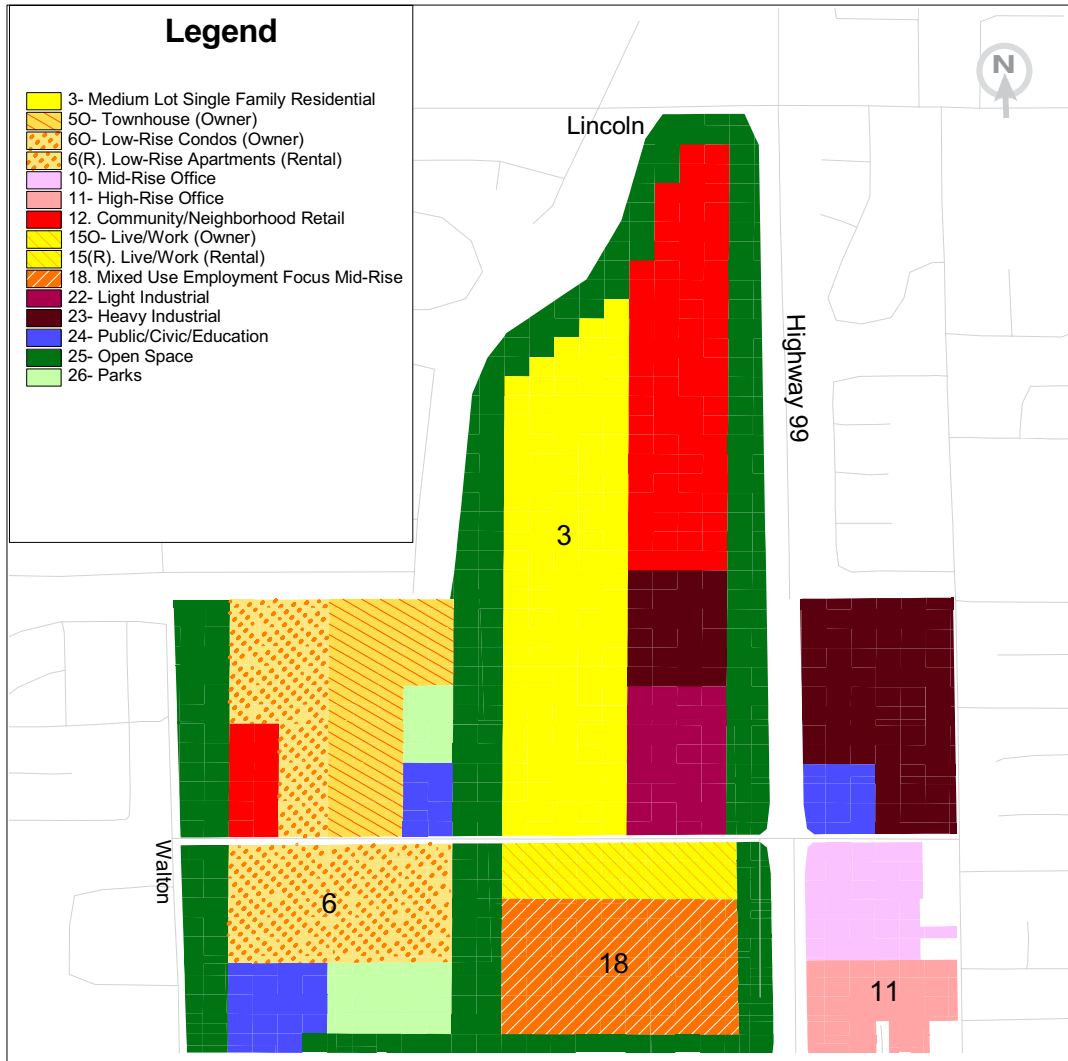 Legend
3- Medium Lot Single Family Residential
5O- Townhouse (Owner)
6O- Low-Rise Condos (Owner)
6(R). Low-Rise Apartments (Rental)
10- Mid-Rise Office
11- High-Rise Office
12. Community/Neighborhood Retail
15O- Live/Work (Owner)
15(R). Live/Work (Rental)
18. Mixed Use Employment Focus Mid-Rise
22- Light Industrial
23- Heavy Industrial
24- Public/Civic/Education
25- Open Space
26- Parks
N
Lincoln
Highway 99
3
Walton
6
18
11